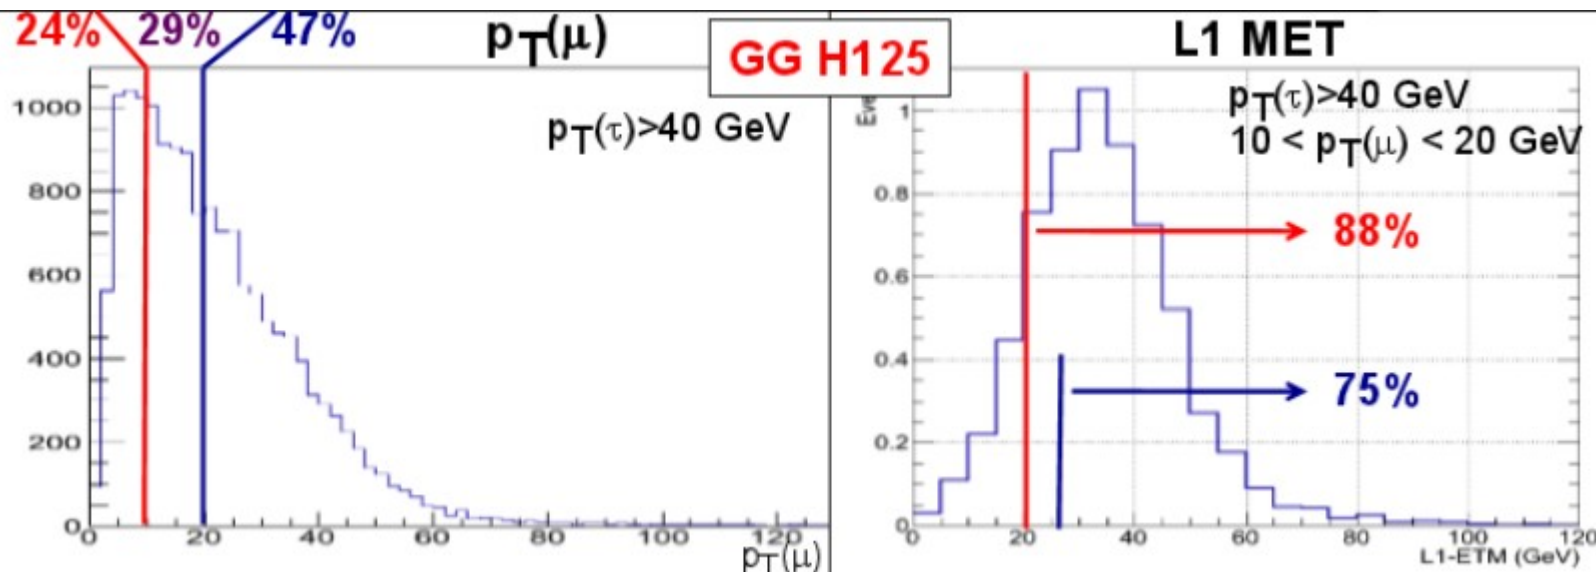 24% 29% 47% pT(μ)
GG H125
L1 MET
pT(τ)>40 GeV
1000
800
600
400
200
0
0 20 40 60 80 100 120
pT(μ)
Eve
pT(τ)>40 GeV
10 < pT(μ) < 20 GeV
88%
75%
1
0.8
0.6
0.4
0.2
0
0 20 40 60 80 100 120
L1-ETM (GeV)